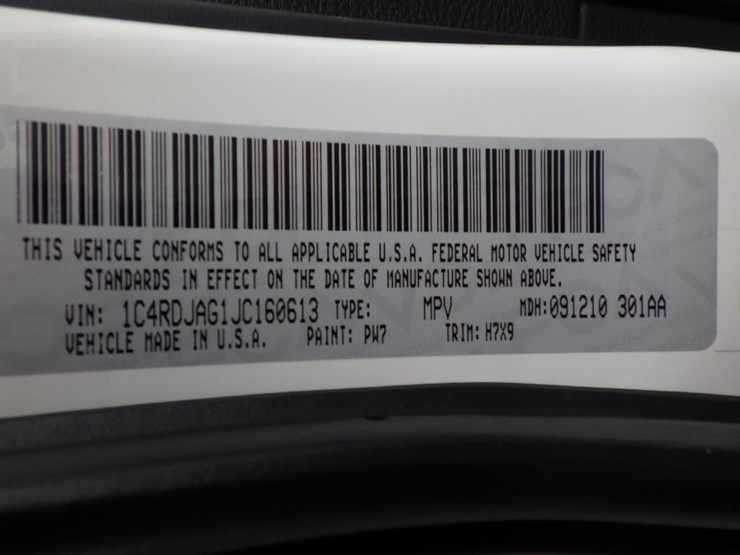 THIS VEHICLE CONFORMS TO ALL APPLICABLE U.S.A. FEDERAL MOTOR VEHICLE SAFETY
STANDARDS IN EFFECT ON THE DATE OF MANUFACTURE SHOWN ABOVE.
VIN: 1C4RDJAG1JC160613 TYPE: MPV MDH:091210 301AA
VEHICLE MADE IN U.S.A. PAINT: PW7 TRIM: H7X9